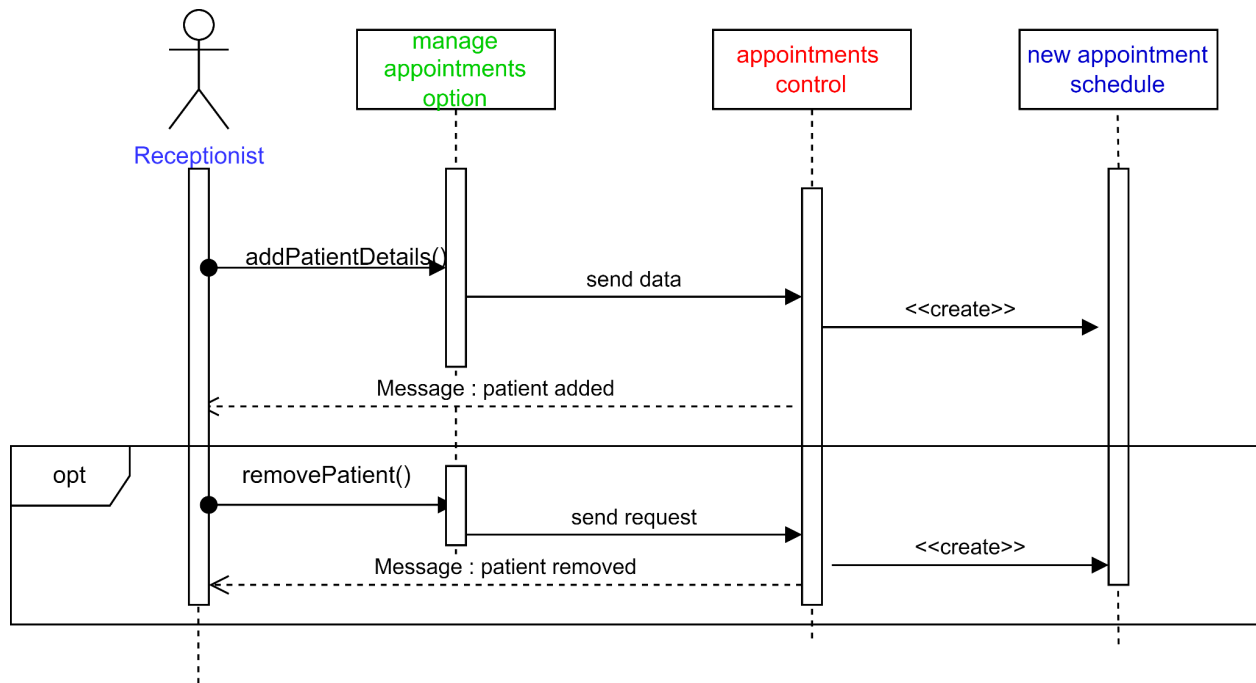 manage
appointments
option
appointments
control
new appointment
schedule
Receptionist
addPatientDetails()
send data
<<create>>
Message : patient added
opt
removePatient()
send request
<<create>>
Message : patient removed